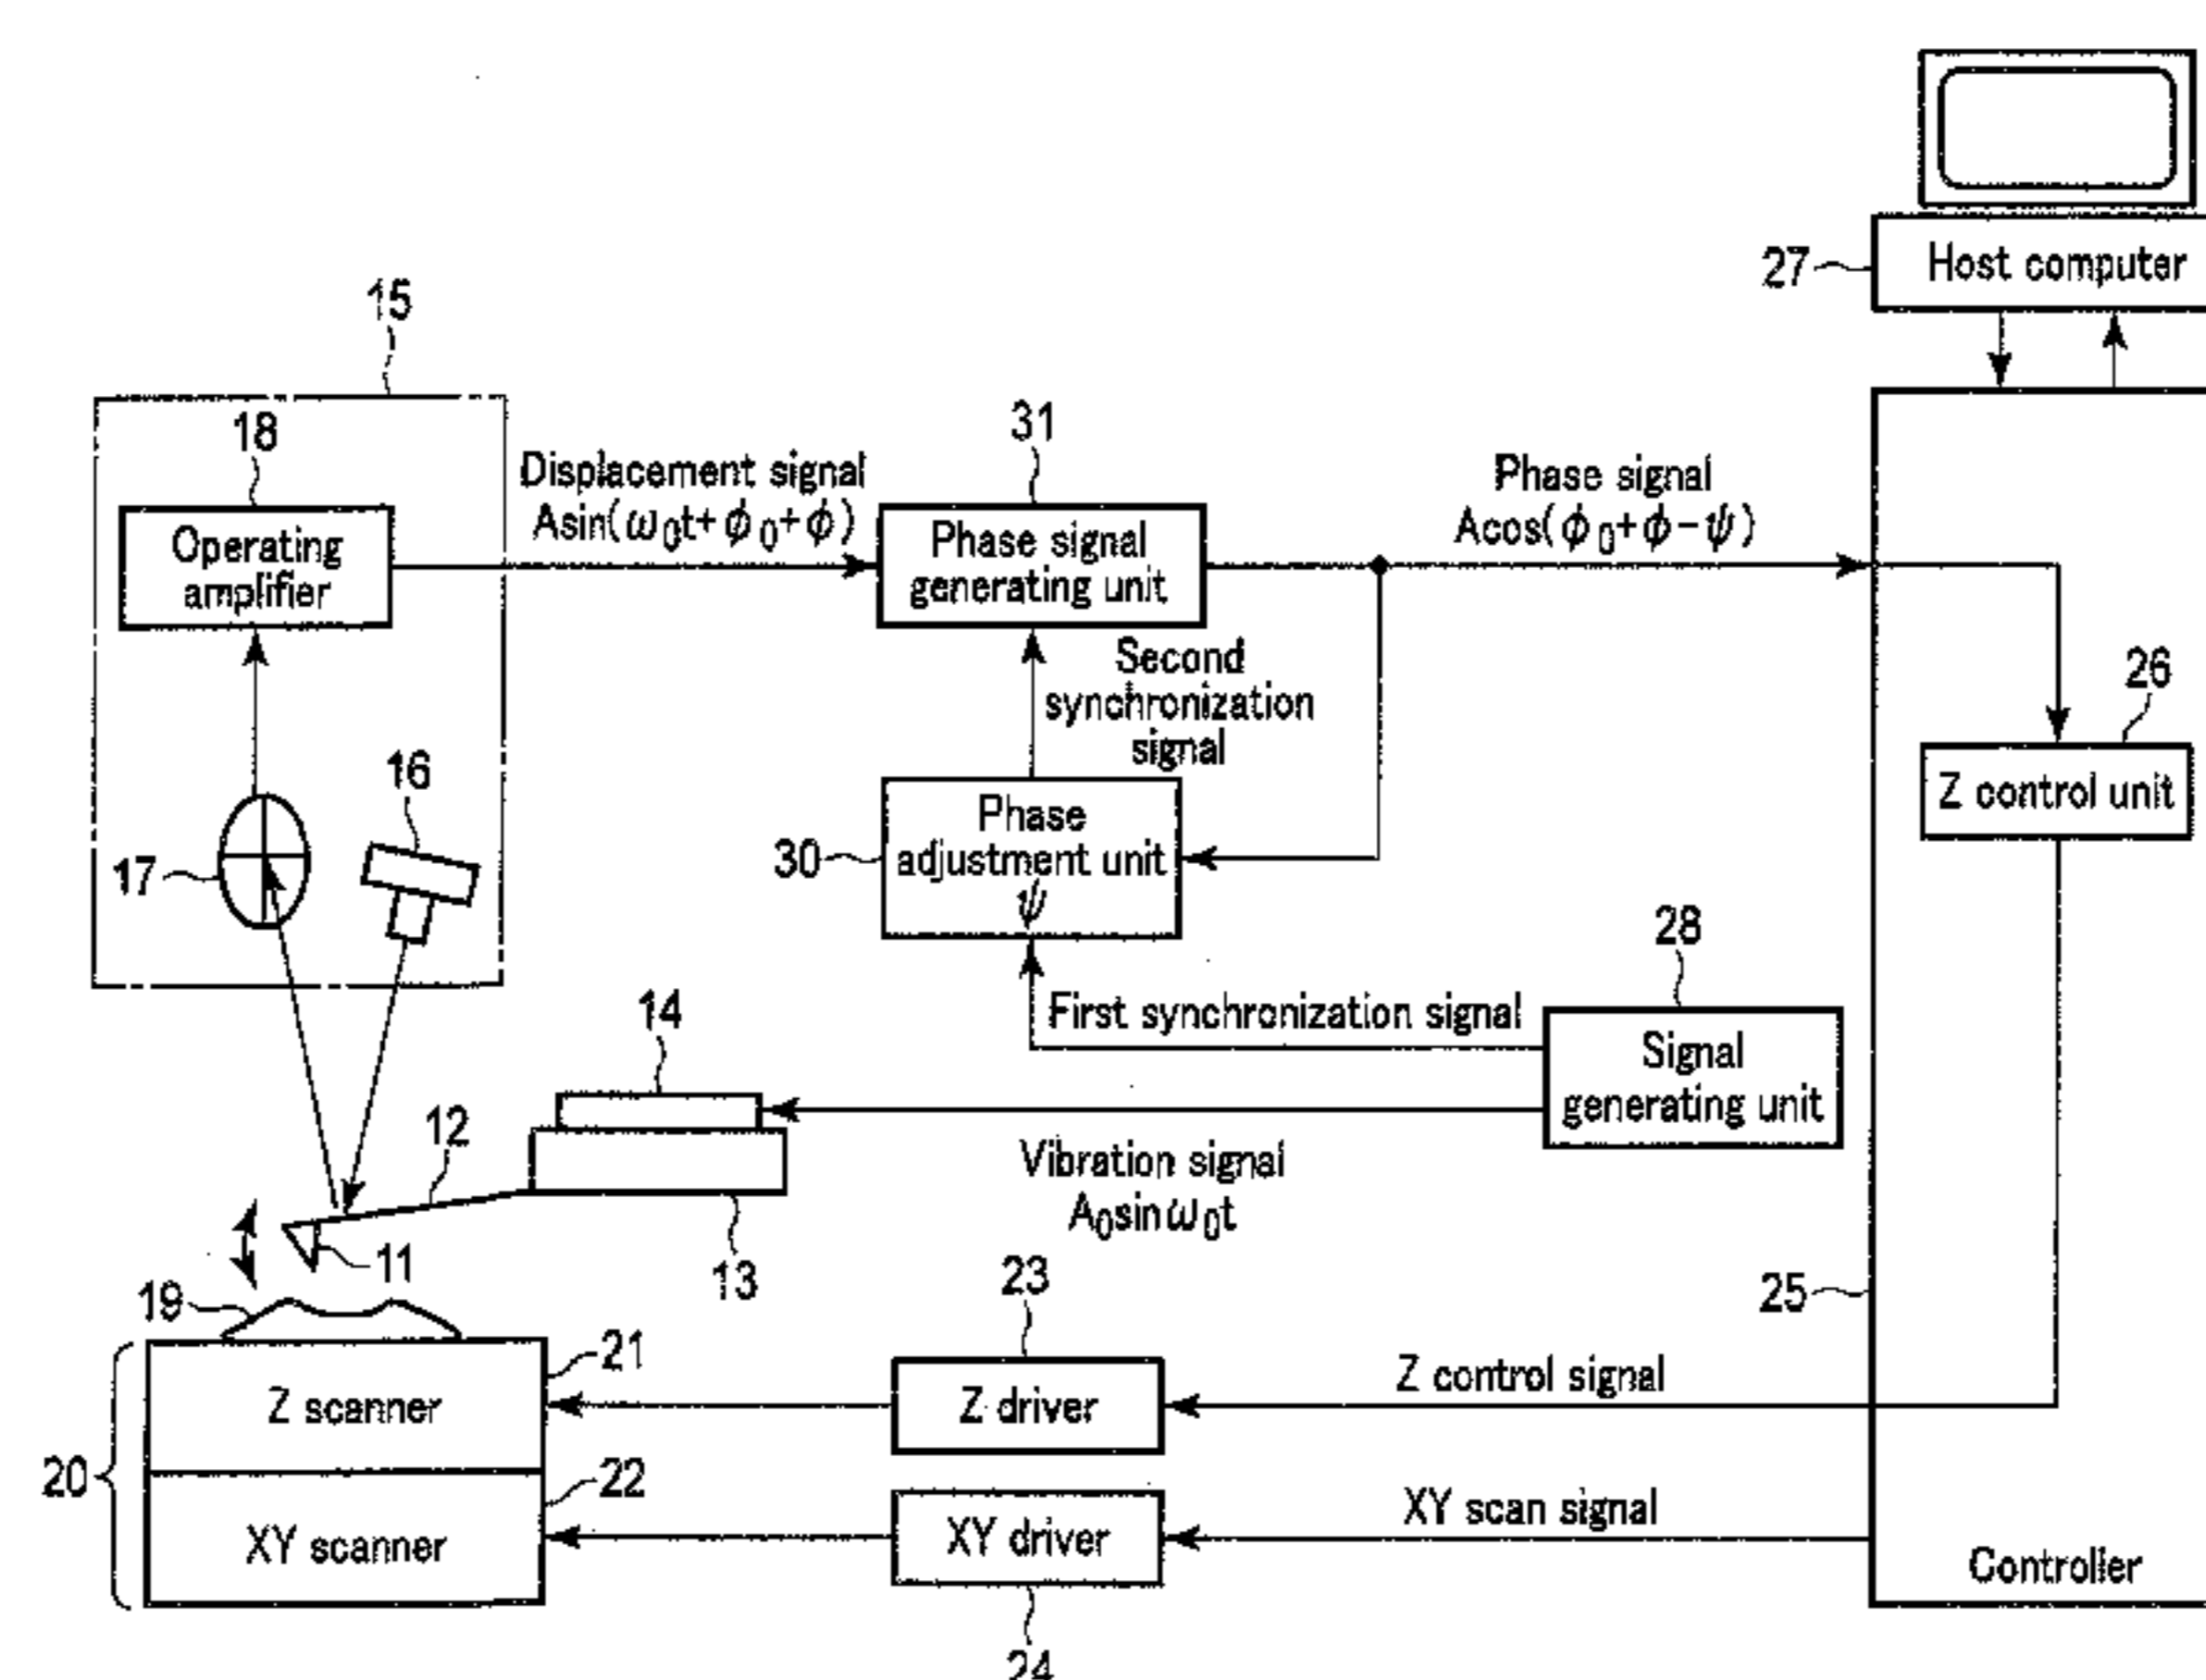 27
Host computer
15
18
31
Displacement signal
Asin(ω0t+ϕ0+ϕ)
Phase signal
Acos(ϕ0+ϕ-ψ)
Operating
amplifier
Phase signal
generating unit
Second
synchronization
signal
26
16
Z control unit
17
30
Phase
adjustment unit
ψ
28
14
First synchronization signal
Signal
generating unit
12
Vibration signal
A0sinω0t
11
13
23
25
19
21
Z scanner
Z driver
Z control signal
20
22
XY scanner
XY driver
XY scan signal
Controller
24